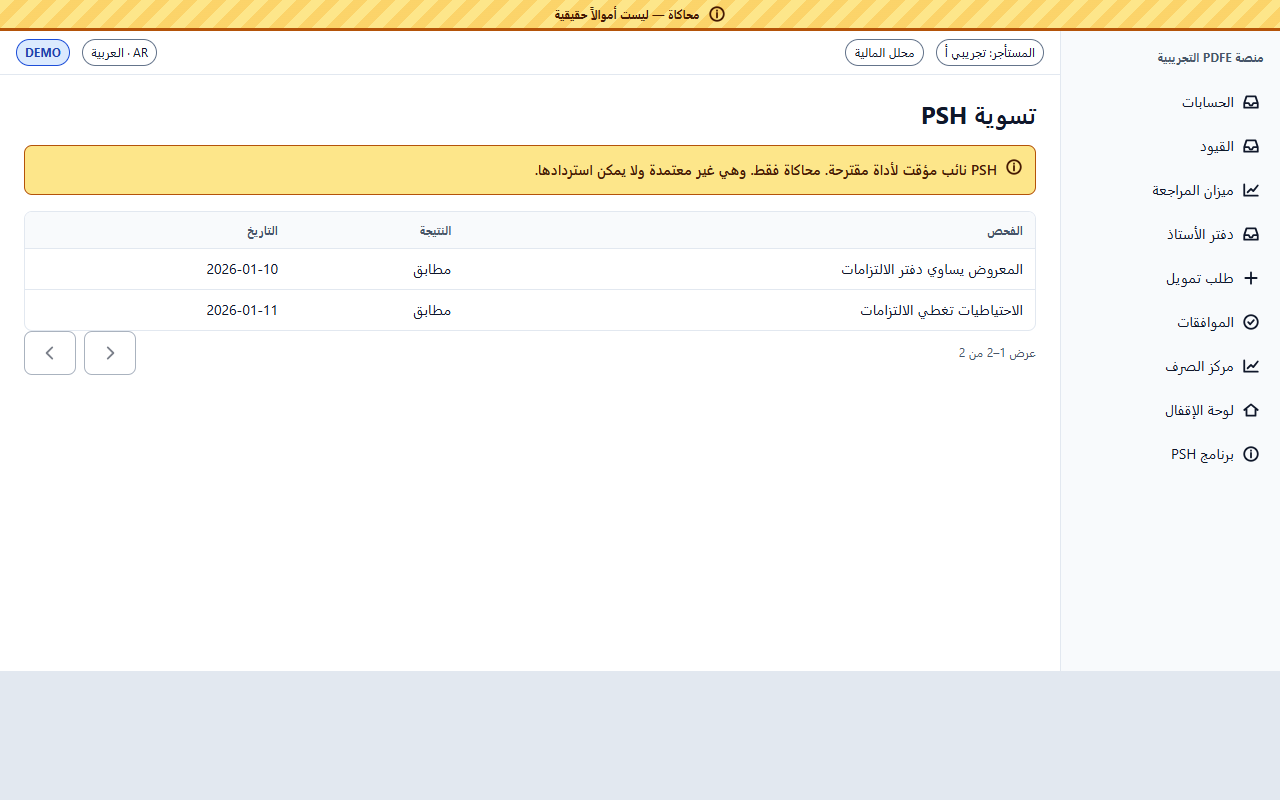 محاكاة — ليست أموالاً حقيقية
منصة PDFE التجريبية
الحسابات
القيود
ميزان المراجعة
دفتر الأستاذ
طلب تمويل
الموافقات
مركز الصرف
لوحة الإقفال
برنامج PSH
المستأجر: تجريبي أ
محلل المالية
AR · العربية
DEMO
تسوية PSH
PSH نائب مؤقت لأداة مقترحة. محاكاة فقط. وهي غير معتمدة ولا يمكن استردادها.
الفحص النتيجة التاريخ
المعروض يساوي دفتر الالتزامات مطابق 2026-01-10
الاحتياطيات تغطي الالتزامات مطابق 2026-01-11
عرض 1–2 من 2